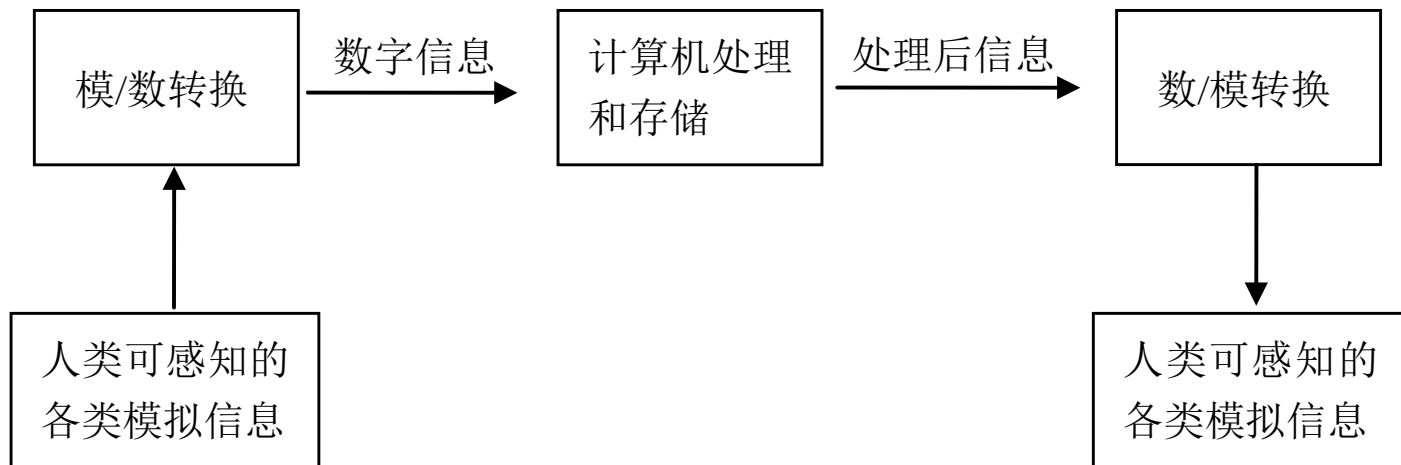 模/数转换
数字信息
计算机处理
和存储
处理后信息
数/模转换
人类可感知的
各类模拟信息
人类可感知的
各类模拟信息